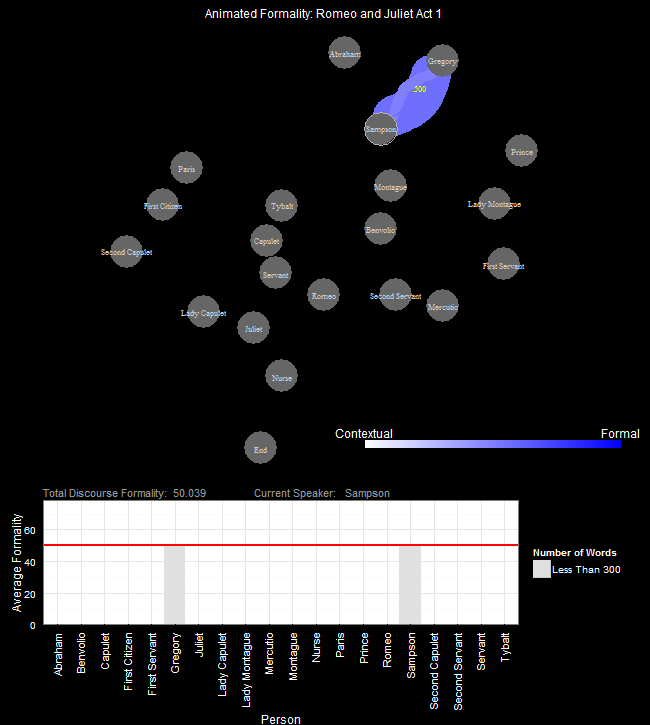 Animated Formality: Romeo and Juliet Act 1
Abraham
Gregory
.500
Sampson
Prince
Paris
Montague
First Citizen
Tybalt
Lady Montague
Benvolio
Capulet
Second Capulet
First Servant
Servant
Romeo
Second Servant
Mercutio
Lady Capulet
Juliet
Nurse
Contextual
Formal
End
Total Discourse Formality: 50.039
Current Speaker: Sampson
Average Formality
60
40
20
0
Number of Words
Less Than 300
Abraham
Benvolio
Capulet
First Citizen
First Servant
Gregory
Juliet
Lady Capulet
Lady Montague
Mercutio
Montague
Nurse
Paris
Prince
Romeo
Sampson
Second Capulet
Second Servant
Servant
Tybalt
Person